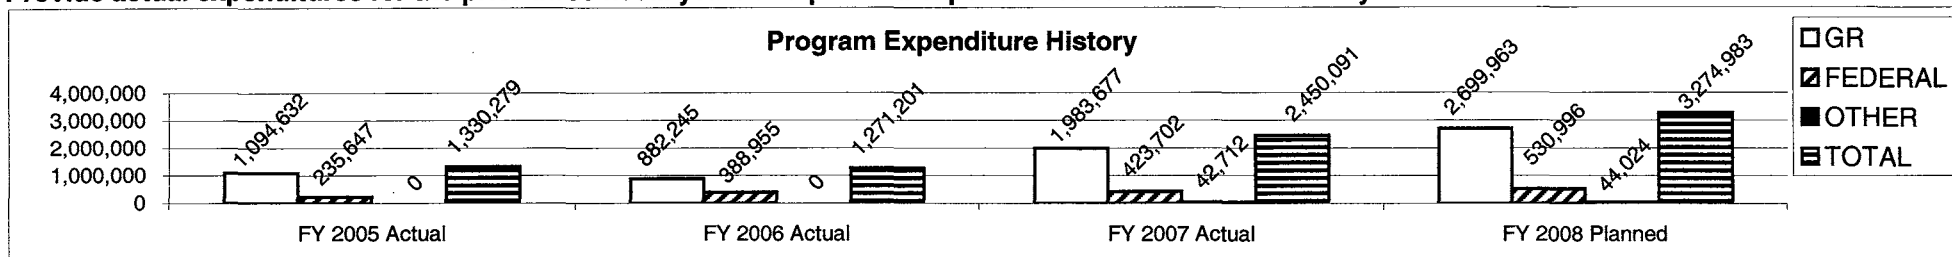 Program Expenditure History
GR
FEDERAL
OTHER
TOTAL
4,000,000
3,000,000
2,000,000
1,000,000
0
1,094,632
235,647
0
1,330,279
882,245
388,955
0
1,271,201
1,983,677
423,702
42,712
2,450,091
2,699,963
530,996
44,024
3,274,983
FY 2005 Actual
FY 2006 Actual
FY 2007 Actual
FY 2008 Planned